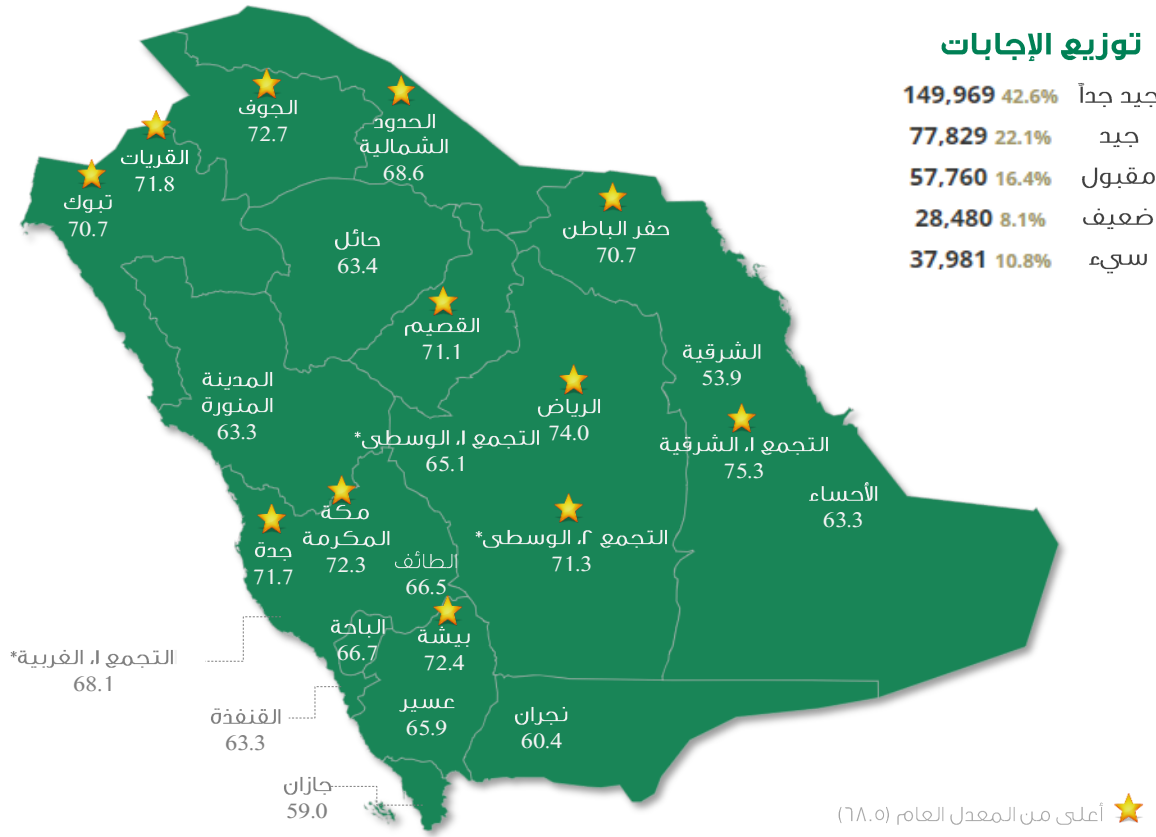 توزيع الإجابات
جيد جداً 42.6% 149,969
جيد 22.1% 77,829
مقبول 16.4% 57,760
ضعيف 8.1% 28,480
سيء 10.8% 37,981
الجوف
72.7
الحدود
الشمالية
68.6
القريات
71.8
تبوك
70.7
حفر الباطن
70.7
حائل
63.4
القصيم
71.1
الشرقية
53.9
المدينة
المنورة
63.3
الرياض
74.0
التجمع ١، الوسطى*
65.1
التجمع ١، الشرقية
75.3
الأحساء
63.3
مكة
المكرمة
72.3
جدة
71.7
التجمع ٢، الوسطى*
71.3
الطائف
66.5
الباحة
66.7
بيشة
72.4
التجمع ١، الغربية*
68.1
عسير
65.9
القنفذة
63.3
نجران
60.4
جازان
59.0
أعلى من المعدل العام (٦٨.٥)